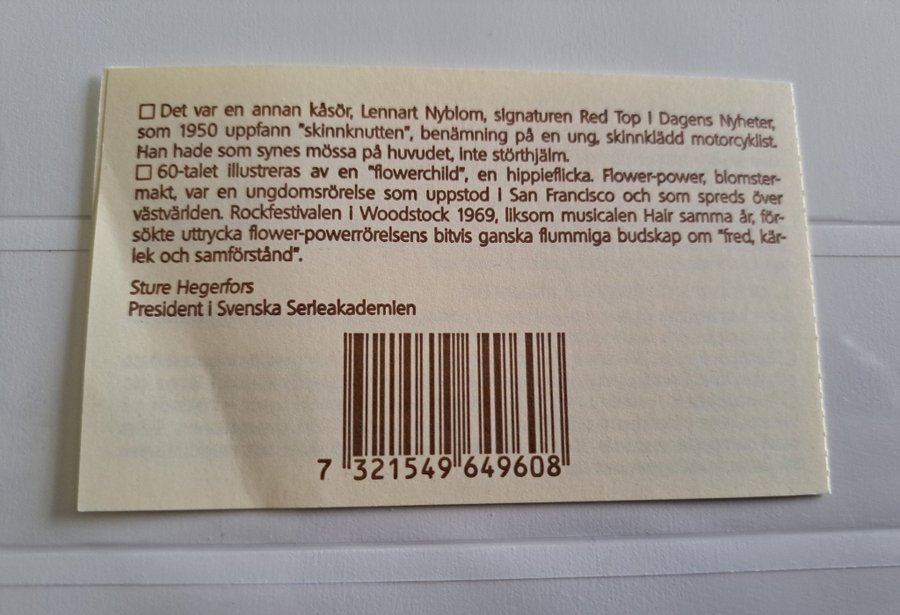 ☐ Det var en annan kåsör, Lennart Nyblom, signaturen Red Top i Dagens Nyheter,
som 1950 uppfann "skinnknutten", benämning på en ung, skinnklädd motorcyklist.
Han hade som synes mössa på huvudet, inte störthjälm.
☐ 60-talet illustreras av en "flowerchild", en hippieflicka. Flower-power, blomster-
makt, var en ungdomsrörelse som uppstod i San Francisco och som spreds över
västvärlden. Rockfestivalen i Woodstock 1969, liksom musicalen Hair samma år, för-
sökte uttrycka flower-powerrörelsens bitvis ganska flummiga budskap om "fred, kär-
lek och samförstånd".
Sture Hegerfors
President i Svenska Serieakademien
7 321549 649608